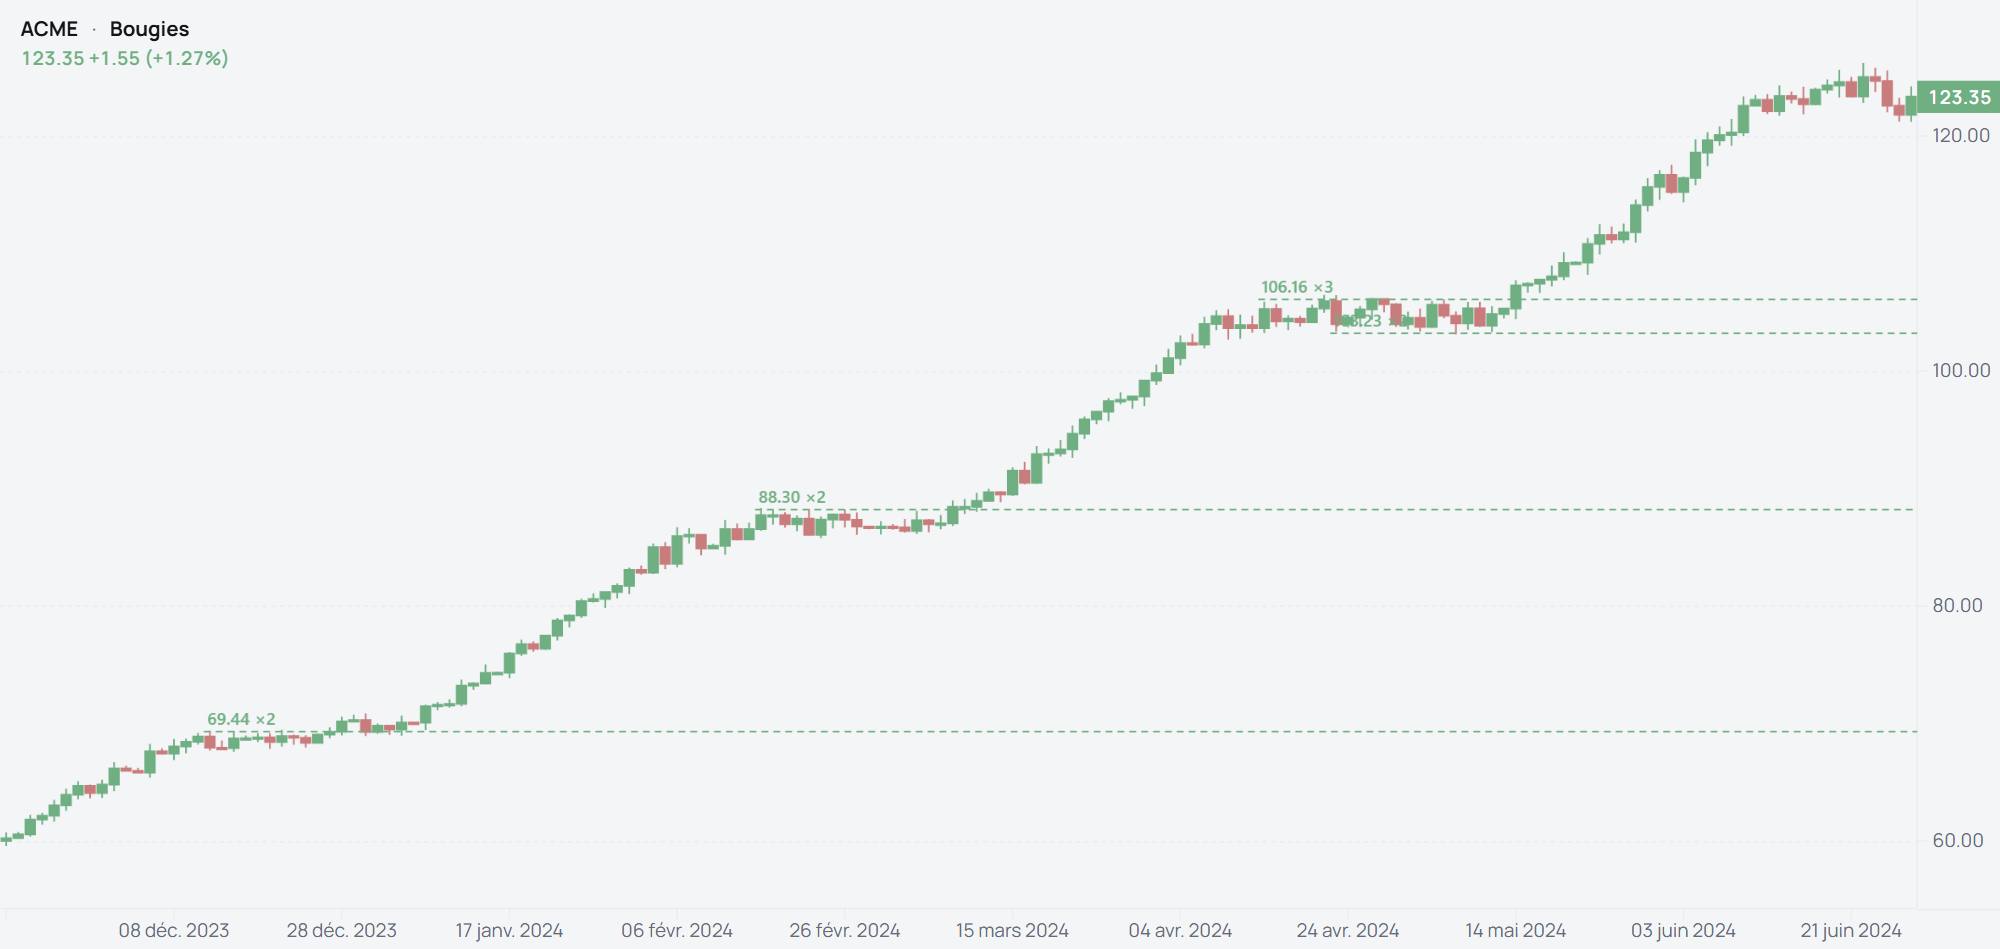 ACME · Bougies
123.35 +1.55 (+1.27%)
123.35
120.00
106.16 ×3
100.00
88.30 ×2
80.00
69.44 ×2
60.00
08 déc. 2023
28 déc. 2023
17 janv. 2024
06 févr. 2024
26 févr. 2024
15 mars 2024
04 avr. 2024
24 avr. 2024
14 mai 2024
03 juin 2024
21 juin 2024